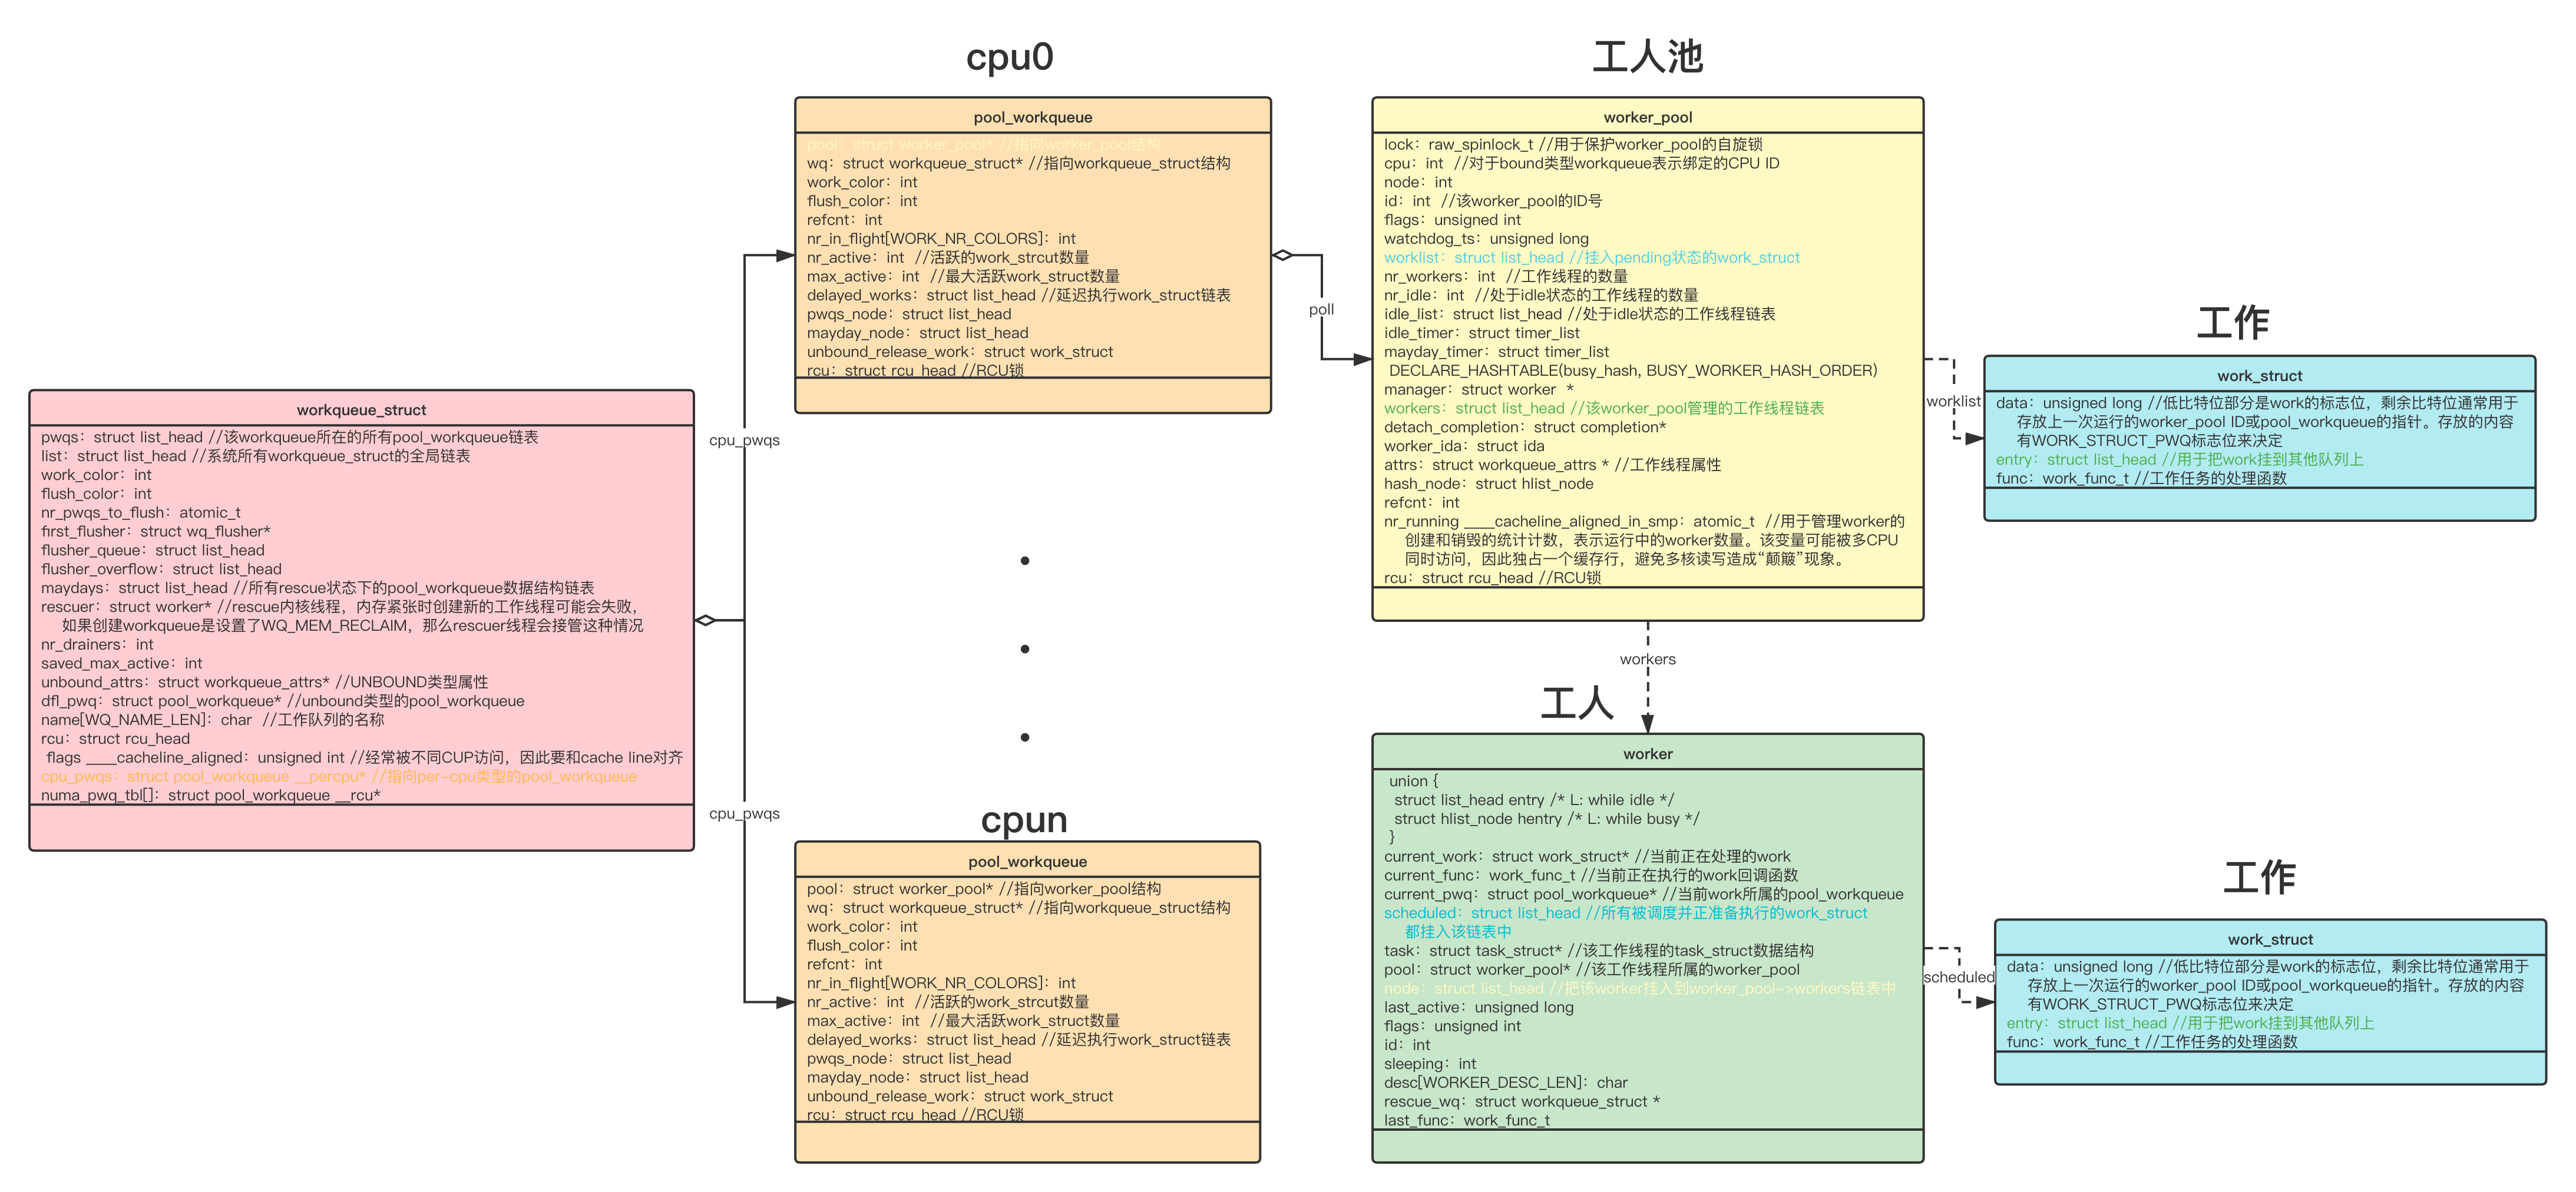 cpu0
工人池
pool_workqueue
pool：struct worker_pool* //指向worker_pool结构
wq：struct workqueue_struct* //指向workqueue_struct结构
work_color：int
flush_color：int
refcnt：int
nr_in_flight[WORK_NR_COLORS]：int
nr_active：int  //活跃的work_strcut数量
max_active：int  //最大活跃work_struct数量
delayed_works：struct list_head //延迟执行work_struct链表
pwqs_node：struct list_head
mayday_node：struct list_head
unbound_release_work：struct work_struct
rcu：struct rcu_head //RCU锁
poll
worker_pool
lock：raw_spinlock_t //用于保护worker_pool的自旋锁
cpu：int  //对于bound类型workqueue表示绑定的CPU ID
node：int
id：int  //该worker_pool的ID号
flags：unsigned int
watchdog_ts：unsigned long
worklist：struct list_head //挂入pending状态的work_struct
nr_workers：int  //工作线程的数量
nr_idle：int  //处于idle状态的工作线程的数量
idle_list：struct list_head //处于idle状态的工作线程链表
idle_timer：struct timer_list
mayday_timer：struct timer_list
DECLARE_HASHTABLE(busy_hash, BUSY_WORKER_HASH_ORDER)
manager：struct worker  *
workers：struct list_head //该worker_pool管理的工作线程链表
detach_completion：struct completion*
worker_ida：struct ida
attrs：struct workqueue_attrs * //工作线程属性
hash_node：struct hlist_node
refcnt：int
nr_running ____cacheline_aligned_in_smp：atomic_t  //用于管理worker的
创建和销毁的统计计数，表示运行中的worker数量。该变量可能被多CPU
同时访问，因此独占一个缓存行，避免多核读写造成“颠簸”现象。
rcu：struct rcu_head //RCU锁
worklist
工作
work_struct
data：unsigned long //低比特位部分是work的标志位，剩余比特位通常用于
存放上一次运行的worker_pool ID或pool_workqueue的指针。存放的内容
有WORK_STRUCT_PWQ标志位来决定
entry：struct list_head //用于把work挂到其他队列上
func：work_func_t //工作任务的处理函数
workqueue_struct
pwqs：struct list_head //该workqueue所在的所有pool_workqueue链表
list：struct list_head //系统所有workqueue_struct的全局链表
work_color：int
flush_color：int
nr_pwqs_to_flush：atomic_t
first_flusher：struct wq_flusher*
flusher_queue：struct list_head
flusher_overflow：struct list_head
maydays：struct list_head //所有rescue状态下的pool_workqueue数据结构链表
rescuer：struct worker* //rescue内核线程，内存紧张时创建新的工作线程可能会失败，
如果创建workqueue是设置了WQ_MEM_RECLAIM，那么rescuer线程会接管这种情况
nr_drainers：int
saved_max_active：int
unbound_attrs：struct workqueue_attrs* //UNBOUND类型属性
dfl_pwq：struct pool_workqueue* //unbound类型的pool_workqueue
name[WQ_NAME_LEN]：char  //工作队列的名称
rcu：struct rcu_head
flags ____cacheline_aligned：unsigned int //经常被不同CUP访问，因此要和cache line对齐
cpu_pwqs：struct pool_workqueue __percpu* //指向per-cpu类型的pool_workqueue
numa_pwq_tbl[]：struct pool_workqueue __rcu*
cpu_pwqs
cpu_pwqs
workers
工人
cpun
pool_workqueue
pool：struct worker_pool* //指向worker_pool结构
wq：struct workqueue_struct* //指向workqueue_struct结构
work_color：int
flush_color：int
refcnt：int
nr_in_flight[WORK_NR_COLORS]：int
nr_active：int  //活跃的work_strcut数量
max_active：int  //最大活跃work_struct数量
delayed_works：struct list_head //延迟执行work_struct链表
pwqs_node：struct list_head
mayday_node：struct list_head
unbound_release_work：struct work_struct
rcu：struct rcu_head //RCU锁
worker
union {
struct list_head entry /* L: while idle */
struct hlist_node hentry /* L: while busy */
}
current_work：struct work_struct* //当前正在处理的work
current_func：work_func_t //当前正在执行的work回调函数
current_pwq：struct pool_workqueue* //当前work所属的pool_workqueue
scheduled：struct list_head //所有被调度并正准备执行的work_struct
都挂入该链表中
task：struct task_struct* //该工作线程的task_struct数据结构
pool：struct worker_pool* //该工作线程所属的worker_pool
node：struct list_head //把该worker挂入到worker_pool->workers链表中
last_active：unsigned long
flags：unsigned int
id：int
sleeping：int
desc[WORKER_DESC_LEN]：char
rescue_wq：struct workqueue_struct *
last_func：work_func_t
scheduled
工作
work_struct
data：unsigned long //低比特位部分是work的标志位，剩余比特位通常用于
存放上一次运行的worker_pool ID或pool_workqueue的指针。存放的内容
有WORK_STRUCT_PWQ标志位来决定
entry：struct list_head //用于把work挂到其他队列上
func：work_func_t //工作任务的处理函数